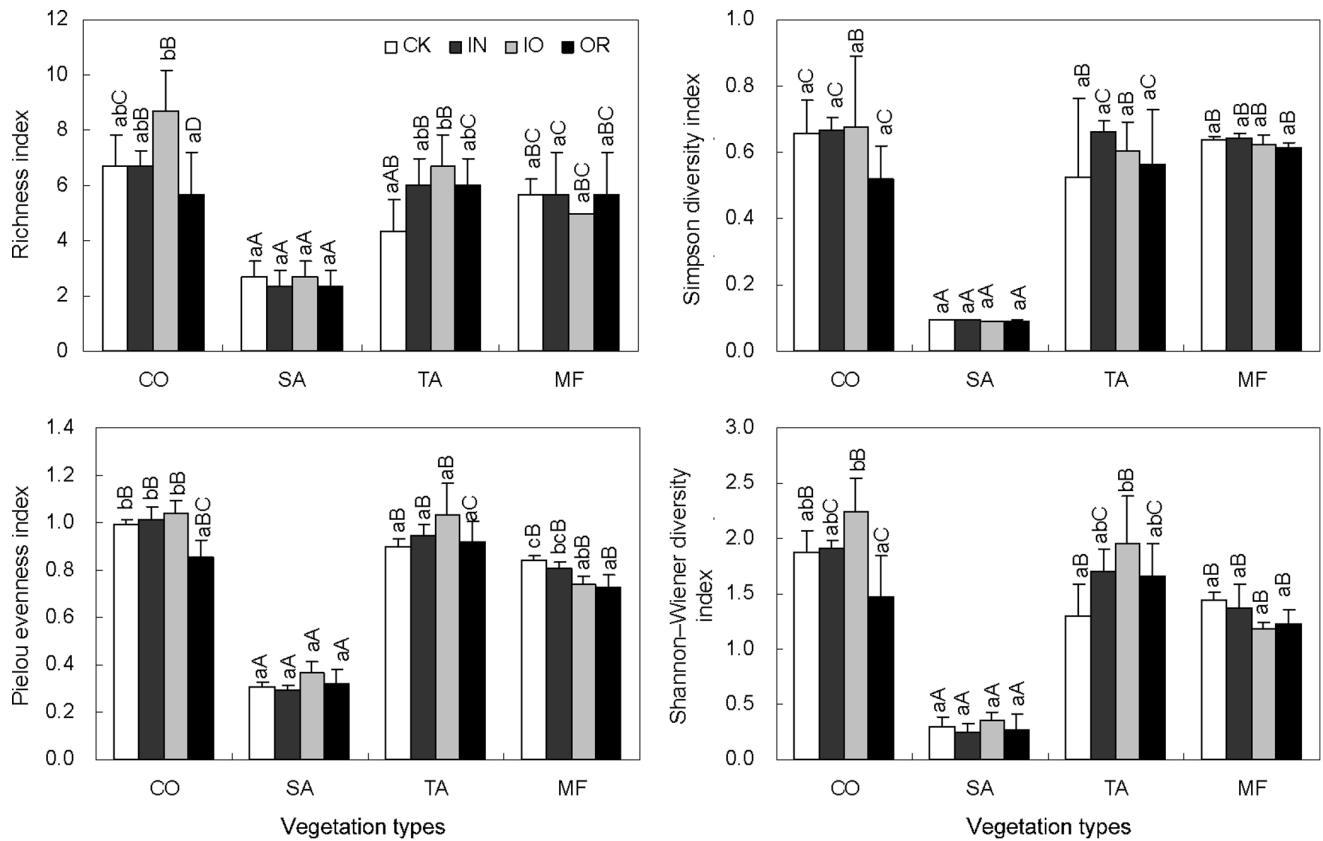 12
10
8
6
4
2
0
Richness index
CK IN IO OR
abC abB bB aD
aA aA aA aA
aAB abB bB abC
aBC aC aBC aBC
CO SA TA MF
1.0
0.8
0.6
0.4
0.2
0.0
Simpson diversity index
aC aC aB aC
aA aA aA aA
aB aC aB aC
aB aB aB aB
CO SA TA MF
1.4
1.2
1.0
0.8
0.6
0.4
0.2
0.0
Pielou evenness index
bB bB bB aBC
aA aA aA aA
aB aB aB aC
cB bcB abB aB
CO SA TA MF
Vegetation types
3.0
2.5
2.0
1.5
1.0
0.5
0.0
Shannon–Wiener diversity
index
abB abC bB aC
aA aA aA aA
aB abC bB abC
aB aB aB aB
CO SA TA MF
Vegetation types